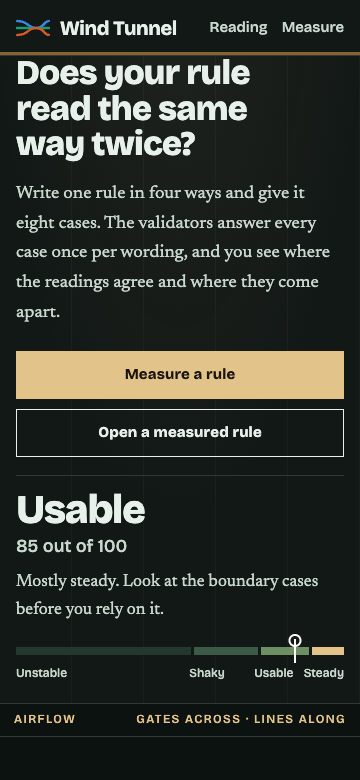 Wind Tunnel Reading Measure
Does your rule
read the same
way twice?
Write one rule in four ways and give it
eight cases. The validators answer every
case once per wording, and you see where
the readings agree and where they come
apart.
Measure a rule
Open a measured rule
Usable
85 out of 100
Mostly steady. Look at the boundary cases
before you rely on it.
Unstable Shaky Usable Steady
AIRFLOW GATES ACROSS · LINES ALONG